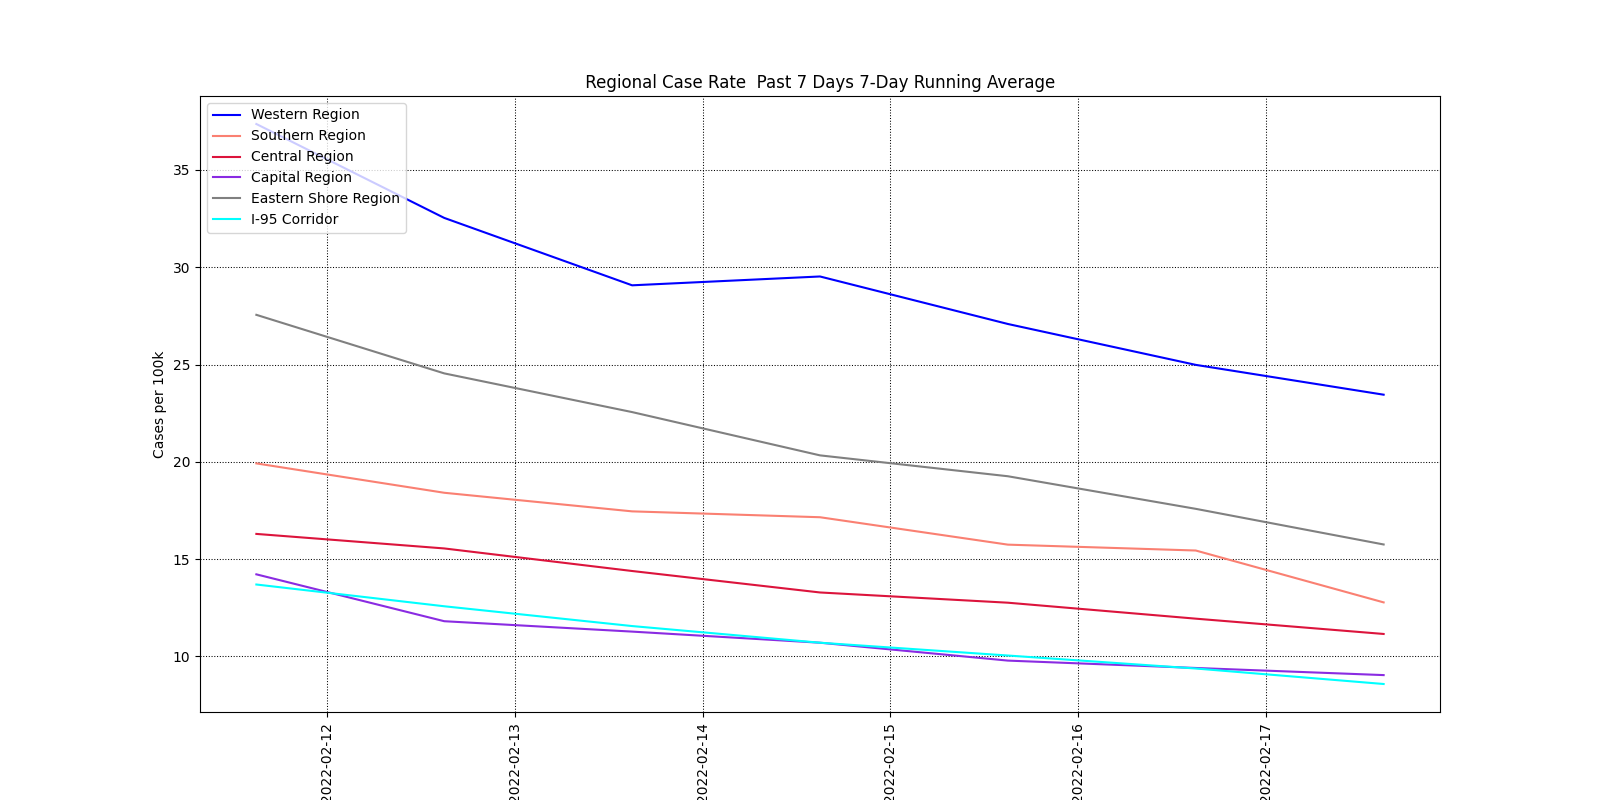 Regional Case Rate  Past 7 Days 7-Day Running Average
Western Region
Southern Region
Central Region
Capital Region
Eastern Shore Region
I-95 Corridor
Cases per 100k
35
30
25
20
15
10
2022-02-12
2022-02-13
2022-02-14
2022-02-15
2022-02-16
2022-02-17